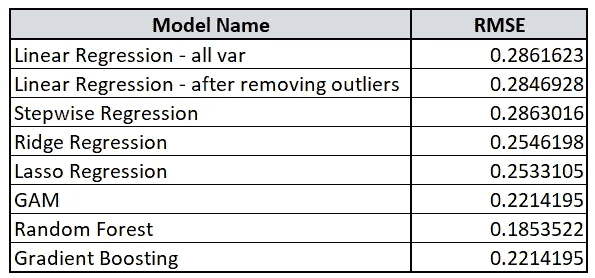 Model Name RMSE
Linear Regression - all var 0.2861623
Linear Regression - after removing outliers 0.2846928
Stepwise Regression 0.2863016
Ridge Regression 0.2546198
Lasso Regression 0.2533105
GAM 0.2214195
Random Forest 0.1853522
Gradient Boosting 0.2214195